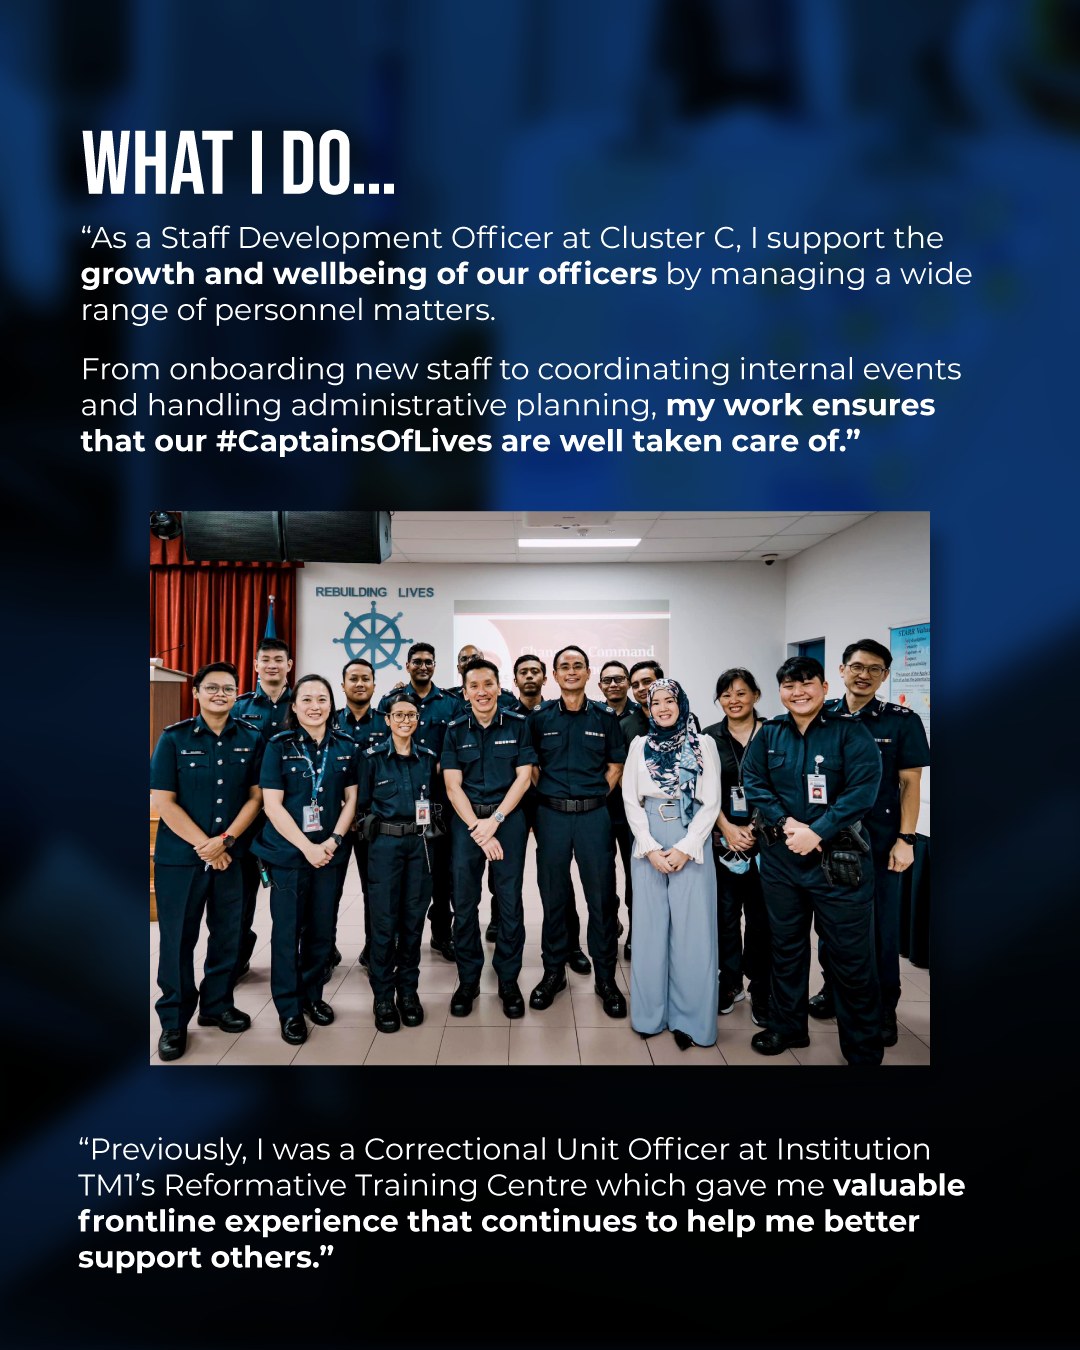 WHAT I DO...
“As a Staff Development Officer at Cluster C, I support the
growth and wellbeing of our officers by managing a wide
range of personnel matters.
From onboarding new staff to coordinating internal events
and handling administrative planning, my work ensures
that our #CaptainsOfLives are well taken care of.”
REBUILDING LIVES
Command
STARR
“Previously, I was a Correctional Unit Officer at Institution
TM1’s Reformative Training Centre which gave me valuable
frontline experience that continues to help me better
support others.”